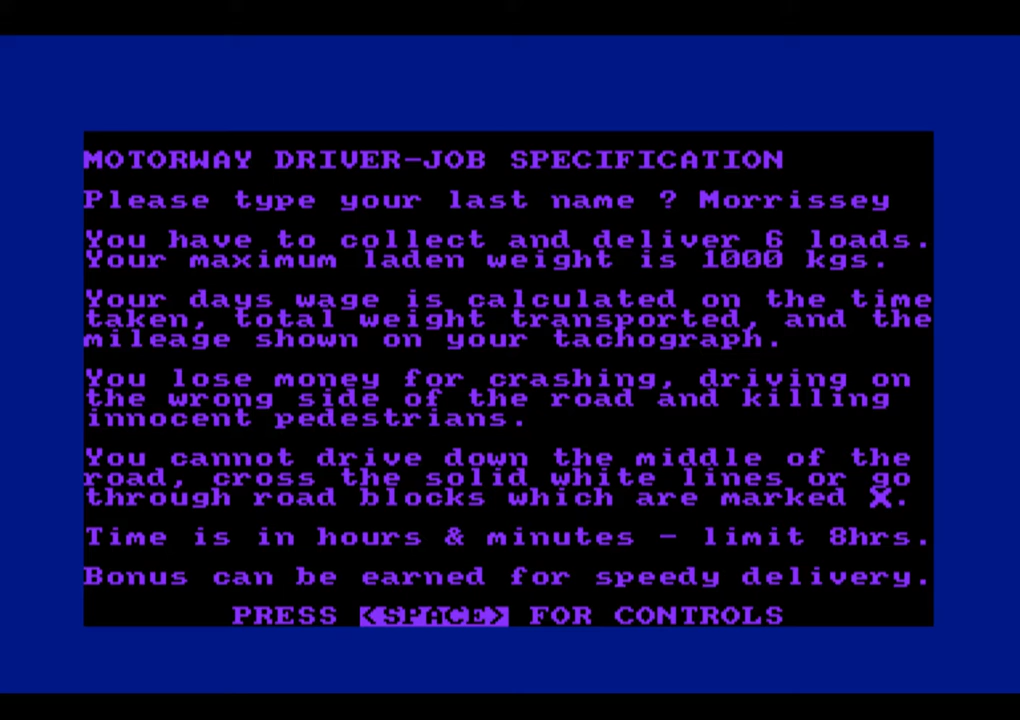 MOTORWAY DRIVER-JOB SPECIFICATION
Please type your last name ? Morrissey
You have to collect and deliver 6 loads.
Your maximum laden weight is 1000 kgs.
Your days wage is calculated on the time
taken, total weight transported, and the
mileage shown on your tachograph.
You lose money for crashing, driving on
the wrong side of the road and killing
innocent pedestrians.
You cannot drive down the middle of the
road, cross the solid white lines or go
through road blocks which are marked X.
Time is in hours & minutes - limit 8hrs.
Bonus can be earned for speedy delivery.
PRESS <SPACE> FOR CONTROLS